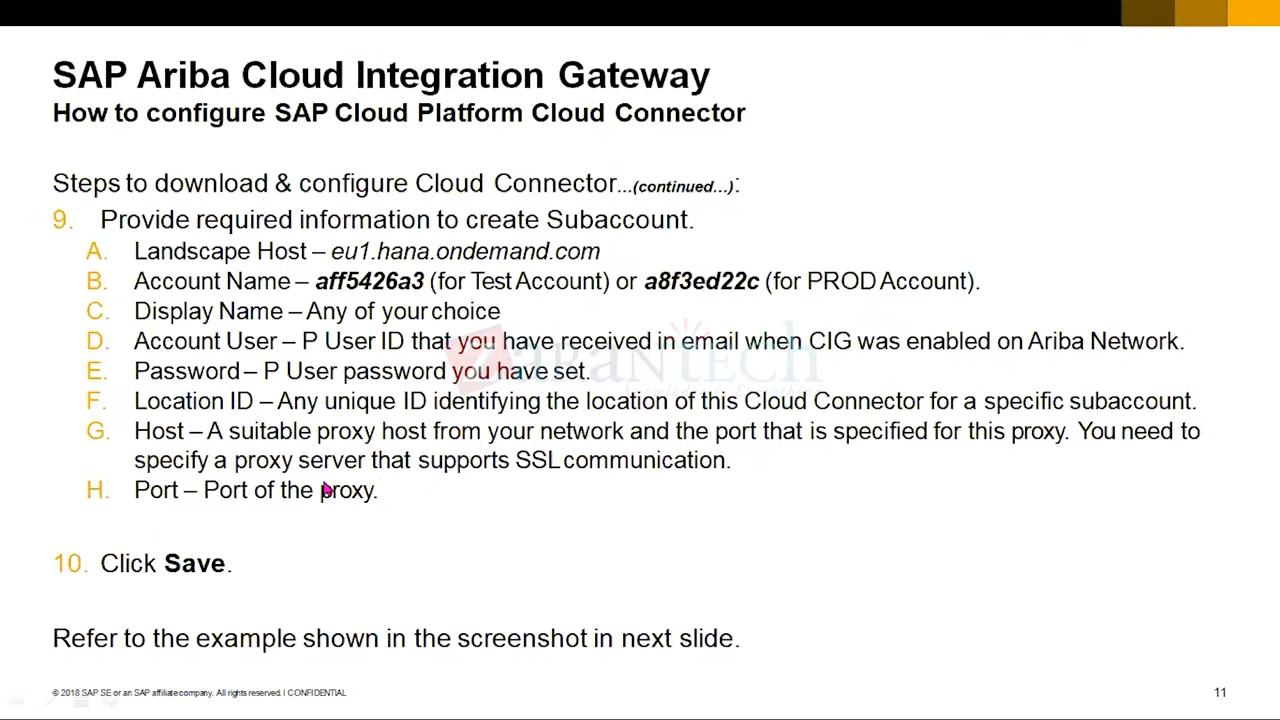 SAP Ariba Cloud Integration Gateway
How to configure SAP Cloud Platform Cloud Connector
Steps to download & configure Cloud Connector...(continued...):
9. Provide required information to create Subaccount.
A. Landscape Host – eu1.hana.ondemand.com
B. Account Name – aff5426a3 (for Test Account) or a8f3ed22c (for PROD Account).
C. Display Name – Any of your choice
D. Account User – P User ID that you have received in email when CIG was enabled on Ariba Network.
E. Password – P User password you have set.
F. Location ID – Any unique ID identifying the location of this Cloud Connector for a specific subaccount.
G. Host – A suitable proxy host from your network and the port that is specified for this proxy. You need to
specify a proxy server that supports SSL communication.
H. Port – Port of the proxy.
ZaranTech
10. Click Save.
Refer to the example shown in the screenshot in next slide.
© 2018 SAP SE or an SAP affiliate company. All rights reserved. I CONFIDENTIAL
11